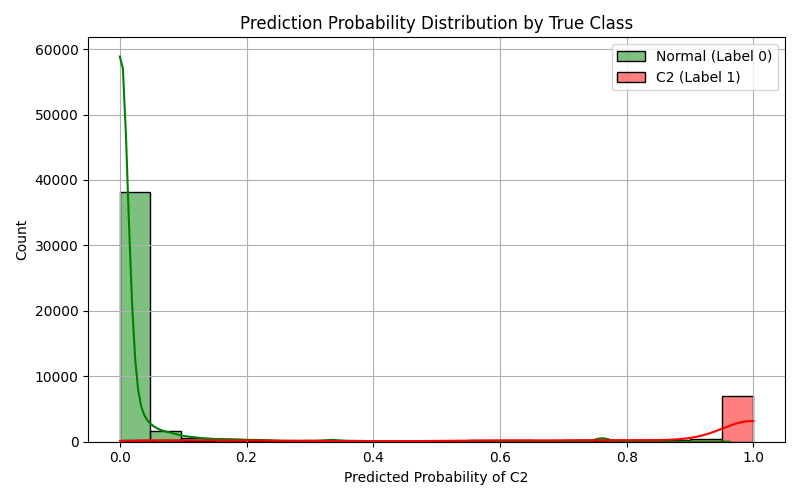 Prediction Probability Distribution by True Class
Normal (Label 0)
C2 (Label 1)
60000
50000
40000
30000
20000
10000
0
Count
0.0 0.2 0.4 0.6 0.8 1.0
Predicted Probability of C2